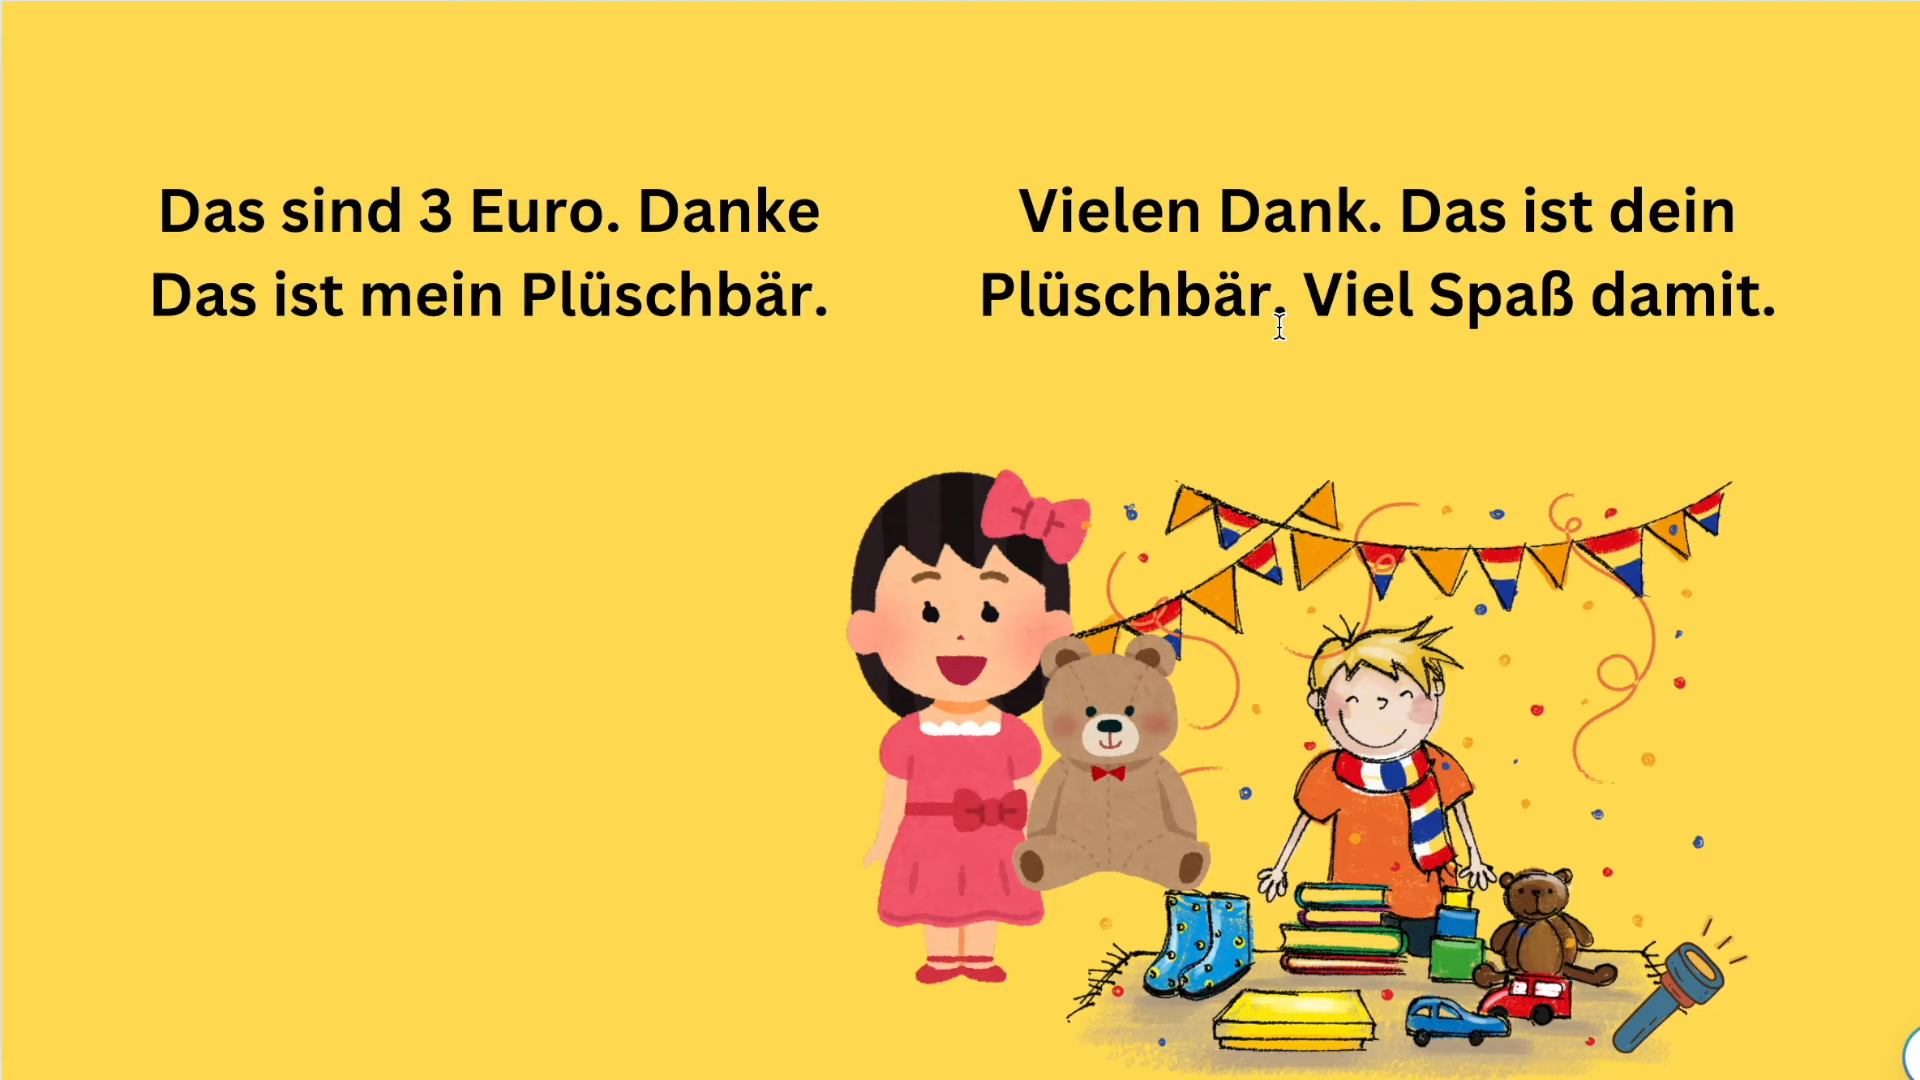 Das sind 3 Euro. Danke
Das ist mein Plüschbär.
Vielen Dank. Das ist dein
Plüschbär. Viel Spaß damit.